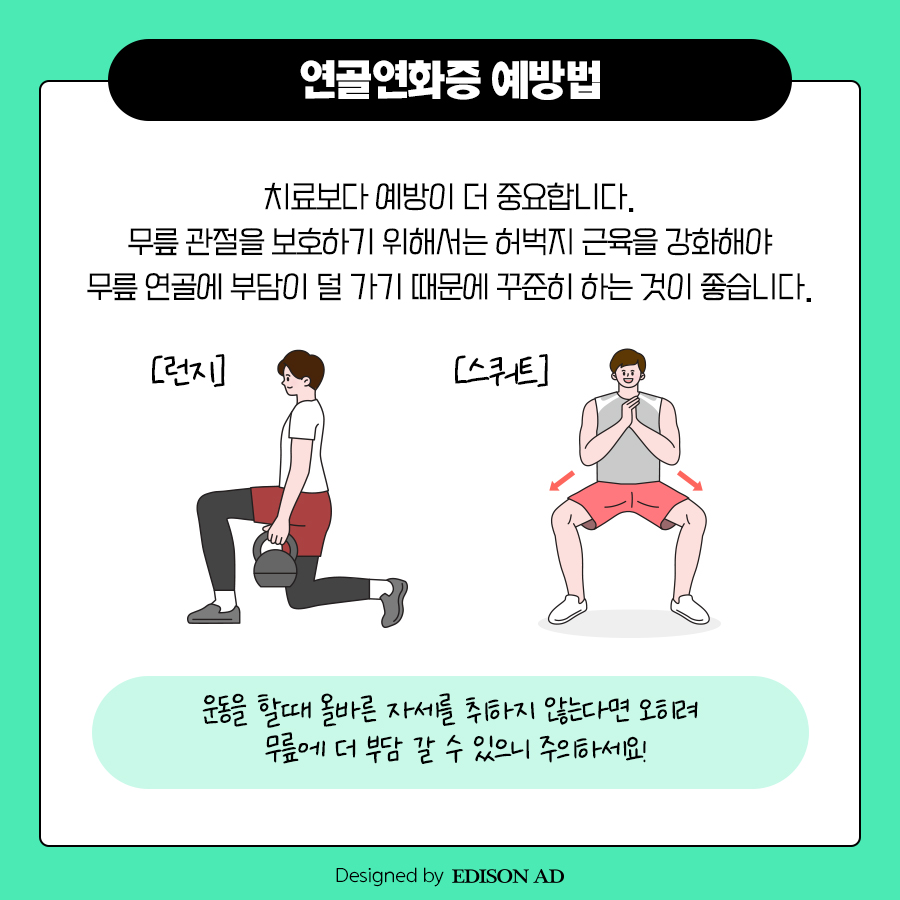 연골연화증 예방법
치료보다 예방이 더 중요합니다.
무릎 관절을 보호하기 위해서는 허벅지 근육을 강화해야
무릎 연골에 부담이 덜 가기 때문에 꾸준히 하는 것이 좋습니다.
[런지]
[스쿼트]
운동을 할때 올바른 자세를 취하지 않는다면 오히려
무릎에 더 부담 갈 수 있으니 주의하세요!
Designed by EDISON AD